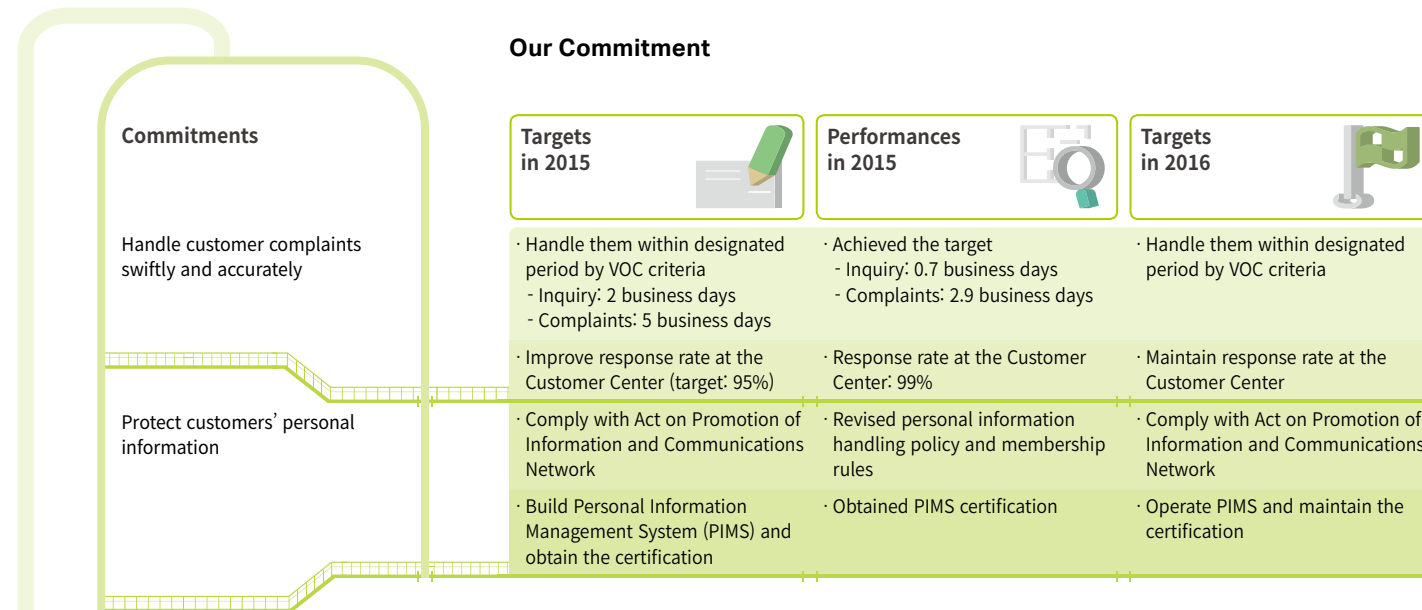 Our Commitment
Commitments
Targets
in 2015
Performances
in 2015
Targets
in 2016
Handle customer complaints
swiftly and accurately
· Handle them within designated
period by VOC criteria
- Inquiry: 2 business days
- Complaints: 5 business days
· Achieved the target
- Inquiry: 0.7 business days
- Complaints: 2.9 business days
· Handle them within designated
period by VOC criteria
· Improve response rate at the
Customer Center (target: 95%)
· Response rate at the Customer
Center: 99%
· Maintain response rate at the
Customer Center
Protect customers’ personal
information
· Comply with Act on Promotion of
Information and Communications
Network
· Revised personal information
handling policy and membership
rules
· Comply with Act on Promotion of
Information and Communications
Network
· Build Personal Information
Management System (PIMS) and
obtain the certification
· Obtained PIMS certification
· Operate PIMS and maintain the
certification